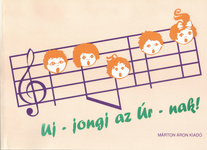 Uj - jongj az Úr - nak!
MÁRTON ÁRON KIADÓ